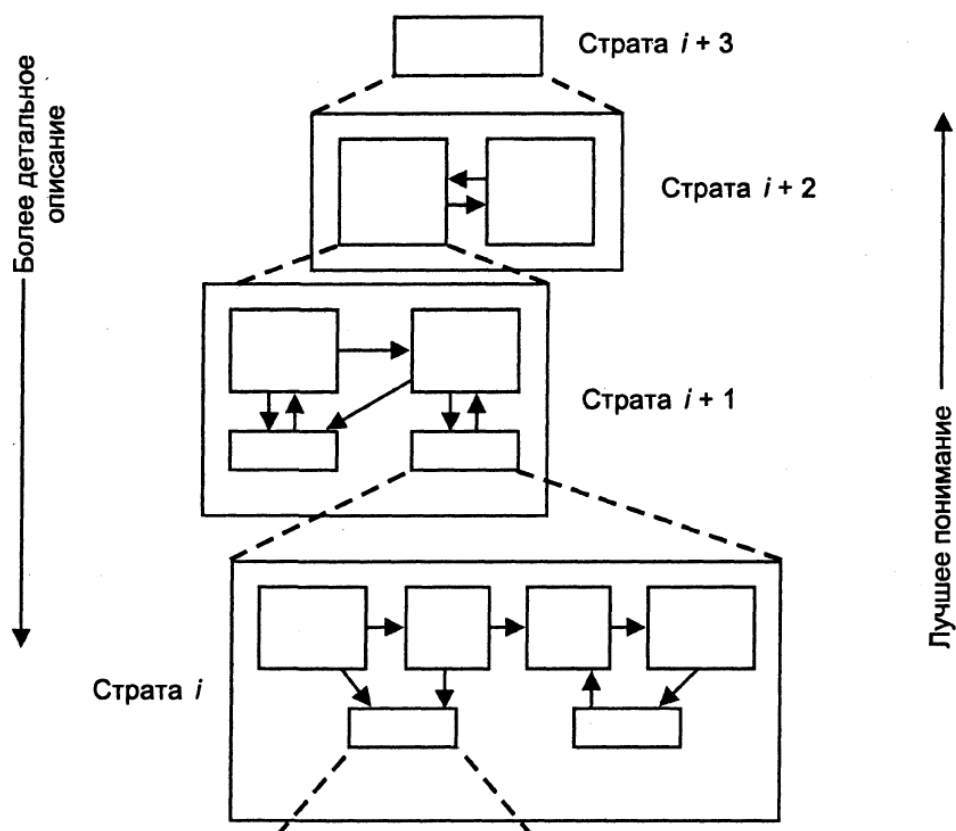 Страта i + 3
Более детальное
описание
Страта i + 2
Страта i + 1
Лучшее понимание
Страта i